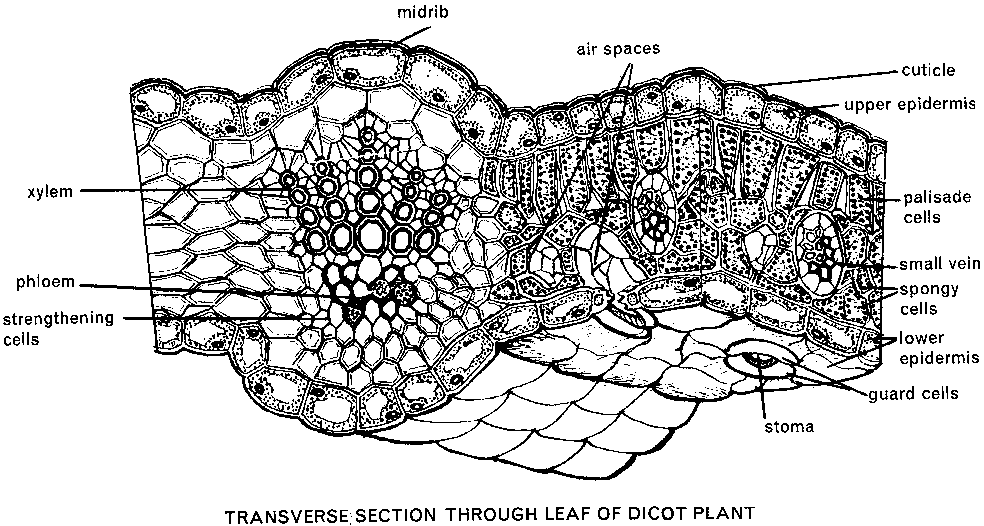 midrib
air spaces
cuticle
upper epidermis
xylem
palisade
cells
small vein
phloem
spongy
cells
strengthening
cells
lower
epidermis
guard cells
stoma
TRANSVERSE SECTION THROUGH LEAF OF DICOT PLANT